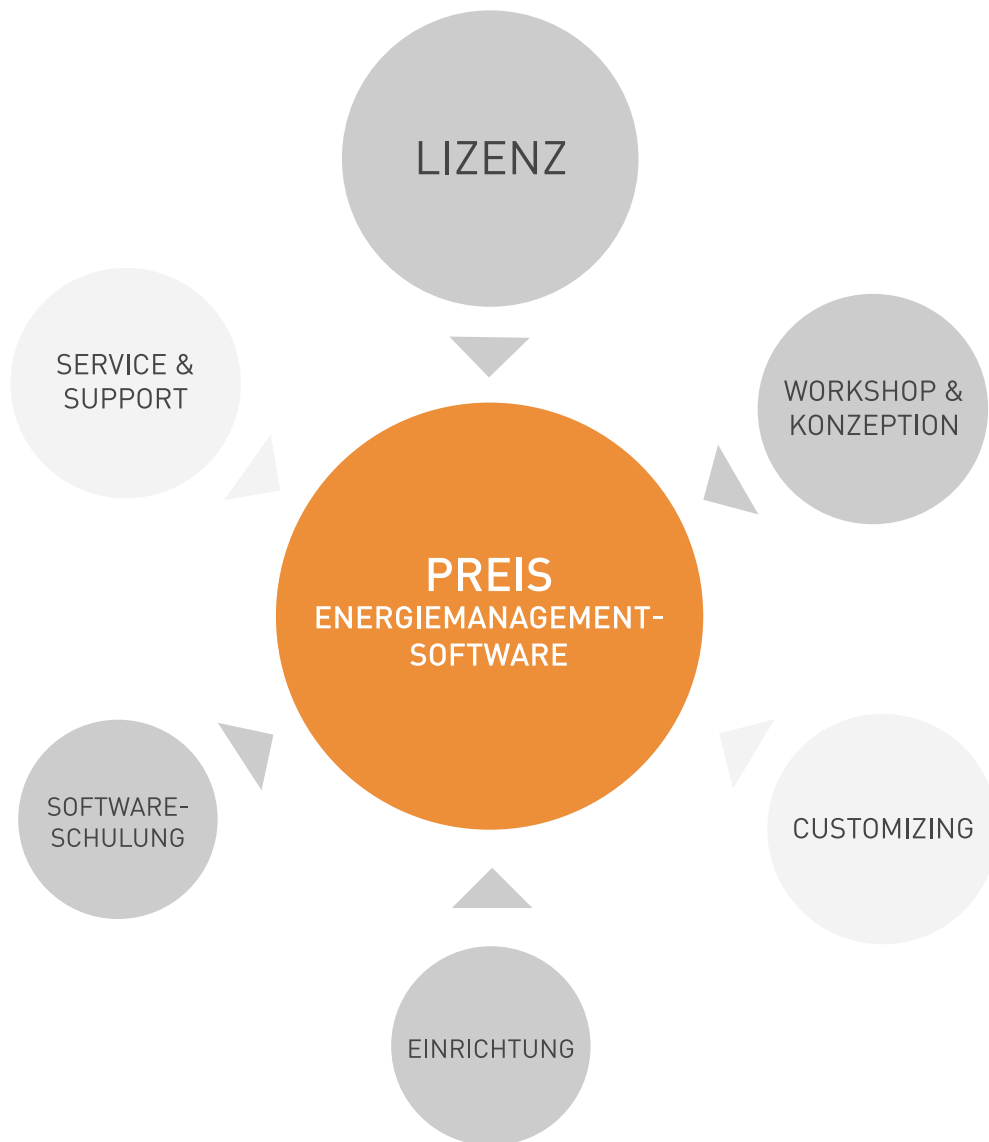 LIZENZ
SERVICE &
SUPPORT
WORKSHOP &
KONZEPTION
PREIS
ENERGIEMANAGEMENT-
SOFTWARE
SOFTWARE-
SCHULUNG
CUSTOMIZING
EINRICHTUNG